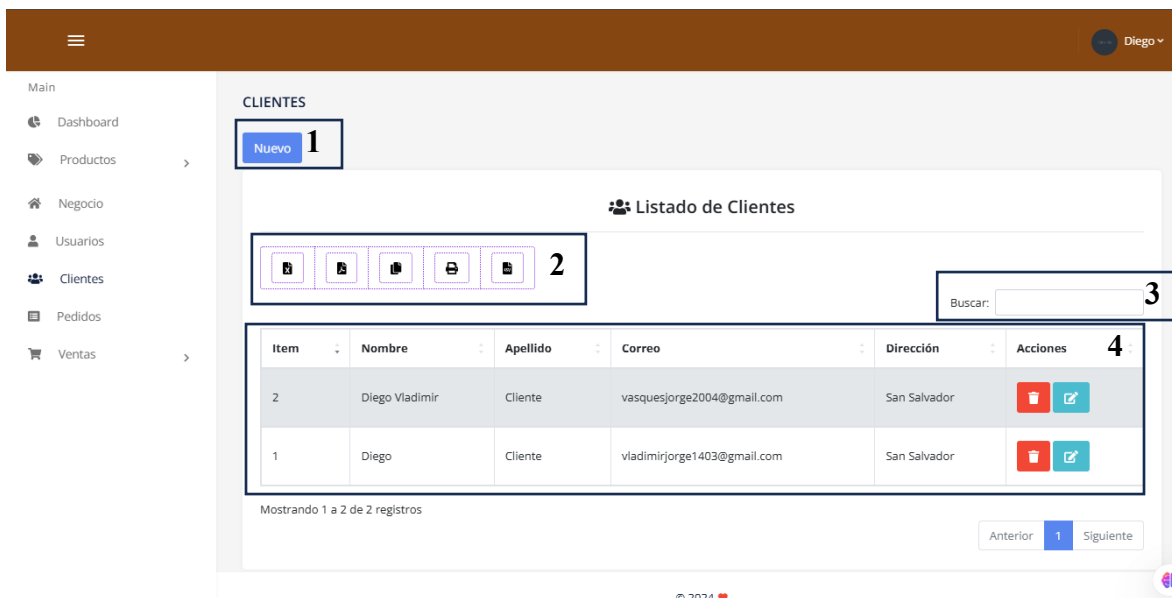 Diego
Main
Dashboard
Productos
Negocio
Usuarios
Clientes
Pedidos
Ventas
CLIENTES
Nuevo 1
Listado de Clientes
2
Buscar: 3
Item Nombre Apellido Correo Dirección Acciones 4
2 Diego Vladimir Cliente vasquesjorge2004@gmail.com San Salvador
1 Diego Cliente vladimirjorge1403@gmail.com San Salvador
Mostrando 1 a 2 de 2 registros
Anterior 1 Siguiente
© 2024